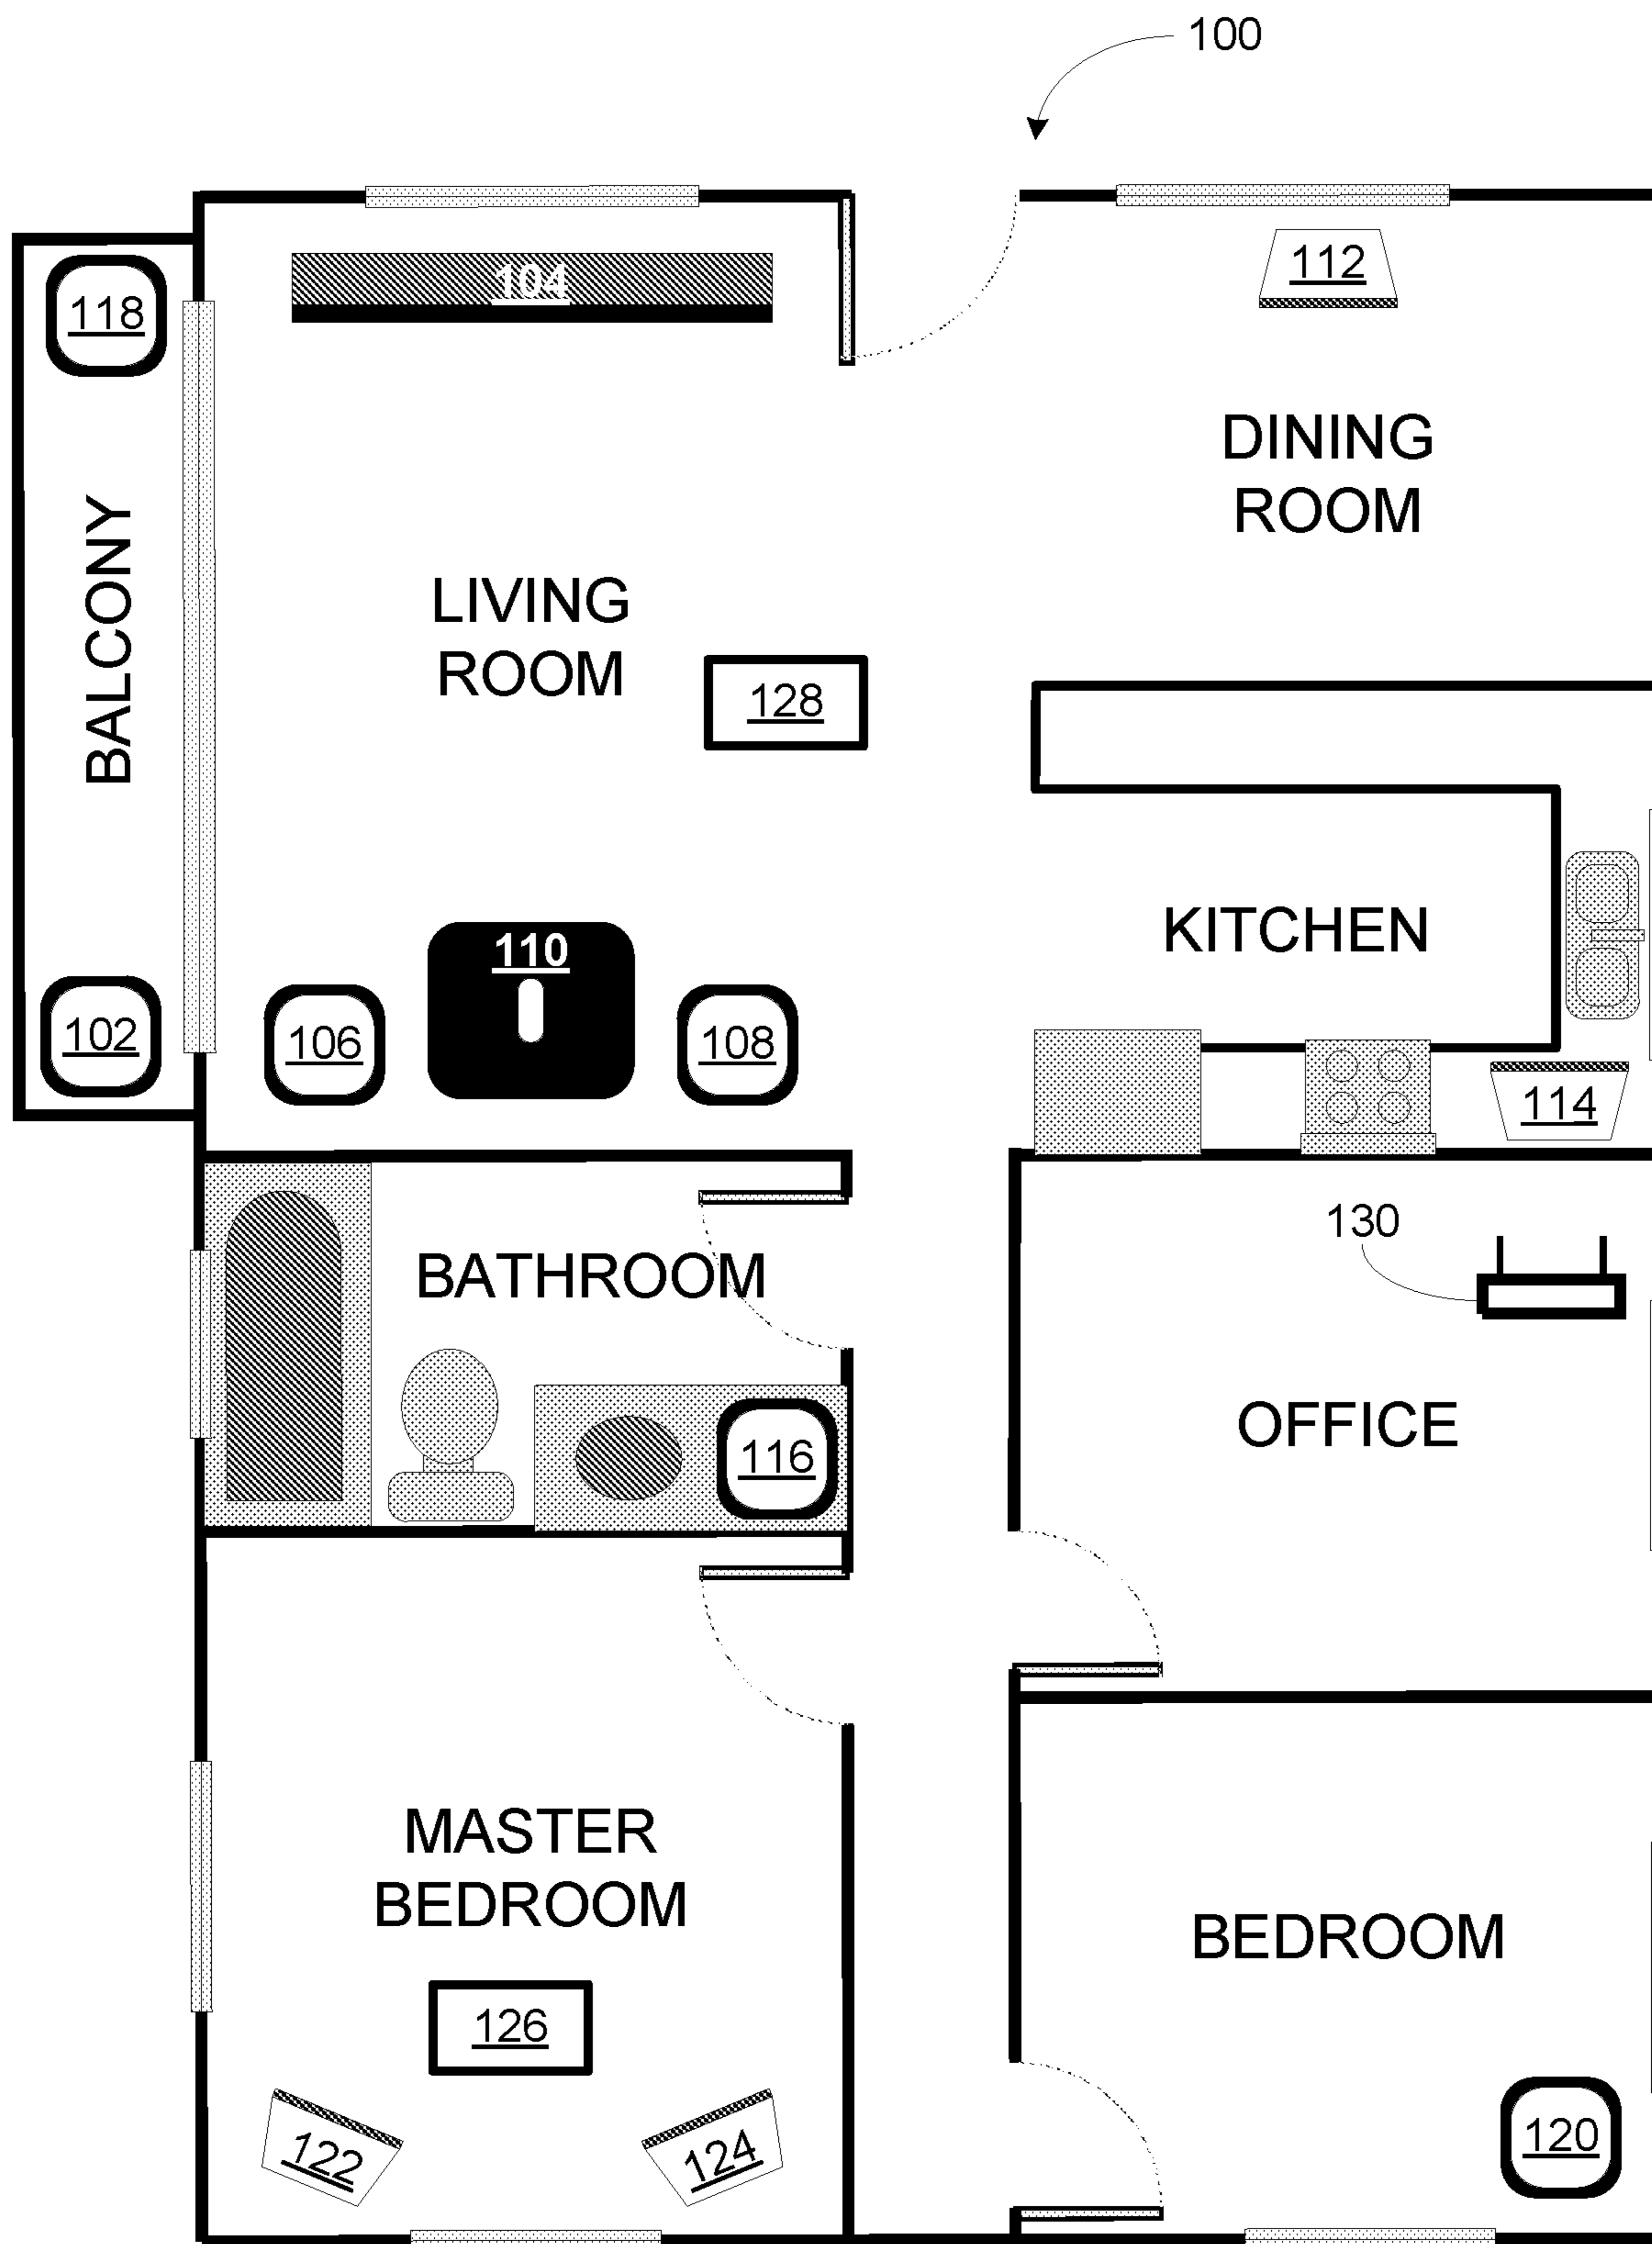 100
104
112
118
DINING
ROOM
BALCONY
LIVING
ROOM
128
KITCHEN
110
102
106
108
114
130
BATHROOM
OFFICE
116
MASTER
BEDROOM
BEDROOM
126
122
124
120